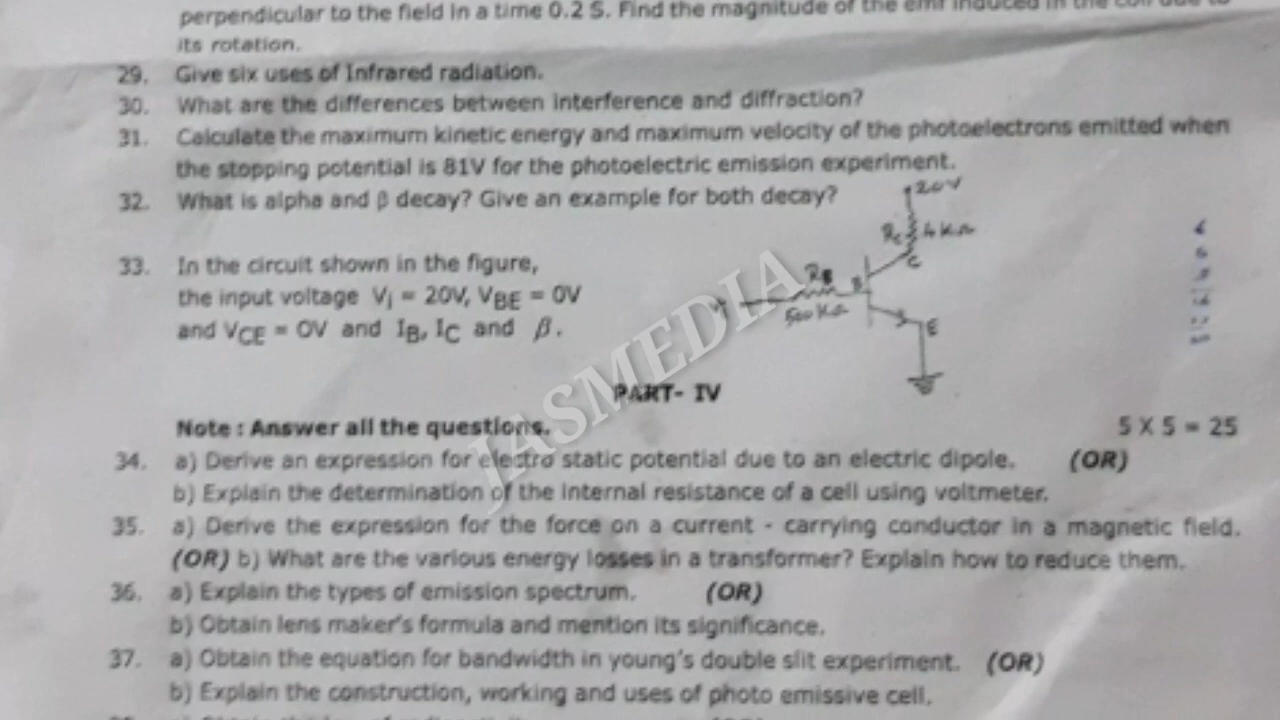 perpendicular to the field in a time 0.2 S. Find the magnitude of the emf induced in the coil due to
its rotation.
29. Give six uses of Infrared radiation.
30. What are the differences between interference and diffraction?
31. Calculate the maximum kinetic energy and maximum velocity of the photoelectrons emitted when
the stopping potential is 81V for the photoelectric emission experiment.
32. What is alpha and β decay? Give an example for both decay?
20V
Rc 4kΩ
C
33. In the circuit shown in the figure,
the input voltage Vi = 20V, VBE = 0V
and VCE = OV and IB, IC and β.
RB
B
500 kΩ
E
IASMEDIA
PART- IV
Note : Answer all the questions. 5 X 5 = 25
34. a) Derive an expression for electro static potential due to an electric dipole. (OR)
b) Explain the determination of the internal resistance of a cell using voltmeter.
35. a) Derive the expression for the force on a current - carrying conductor in a magnetic field.
(OR) b) What are the various energy losses in a transformer? Explain how to reduce them.
36. a) Explain the types of emission spectrum. (OR)
b) Obtain lens maker's formula and mention its significance.
37. a) Obtain the equation for bandwidth in young's double slit experiment. (OR)
b) Explain the construction, working and uses of photo emissive cell.